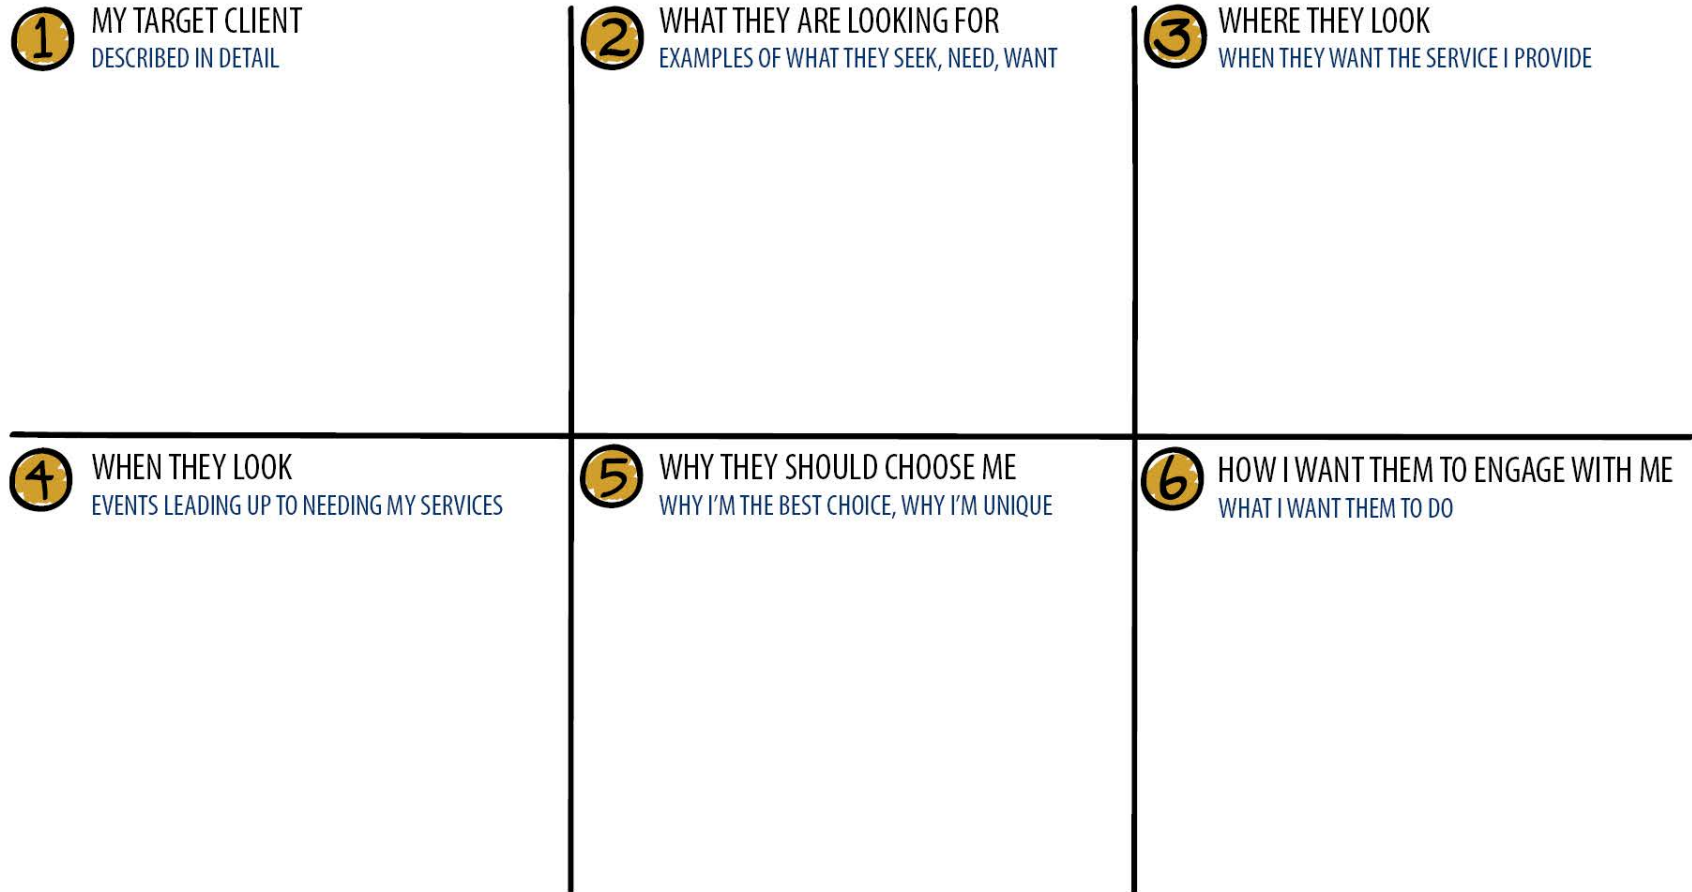 1
MY TARGET CLIENT
DESCRIBED IN DETAIL
2
WHAT THEY ARE LOOKING FOR
EXAMPLES OF WHAT THEY SEEK, NEED, WANT
3
WHERE THEY LOOK
WHEN THEY WANT THE SERVICE I PROVIDE
4
WHEN THEY LOOK
EVENTS LEADING UP TO NEEDING MY SERVICES
5
WHY THEY SHOULD CHOOSE ME
WHY I'M THE BEST CHOICE, WHY I'M UNIQUE
6
HOW I WANT THEM TO ENGAGE WITH ME
WHAT I WANT THEM TO DO